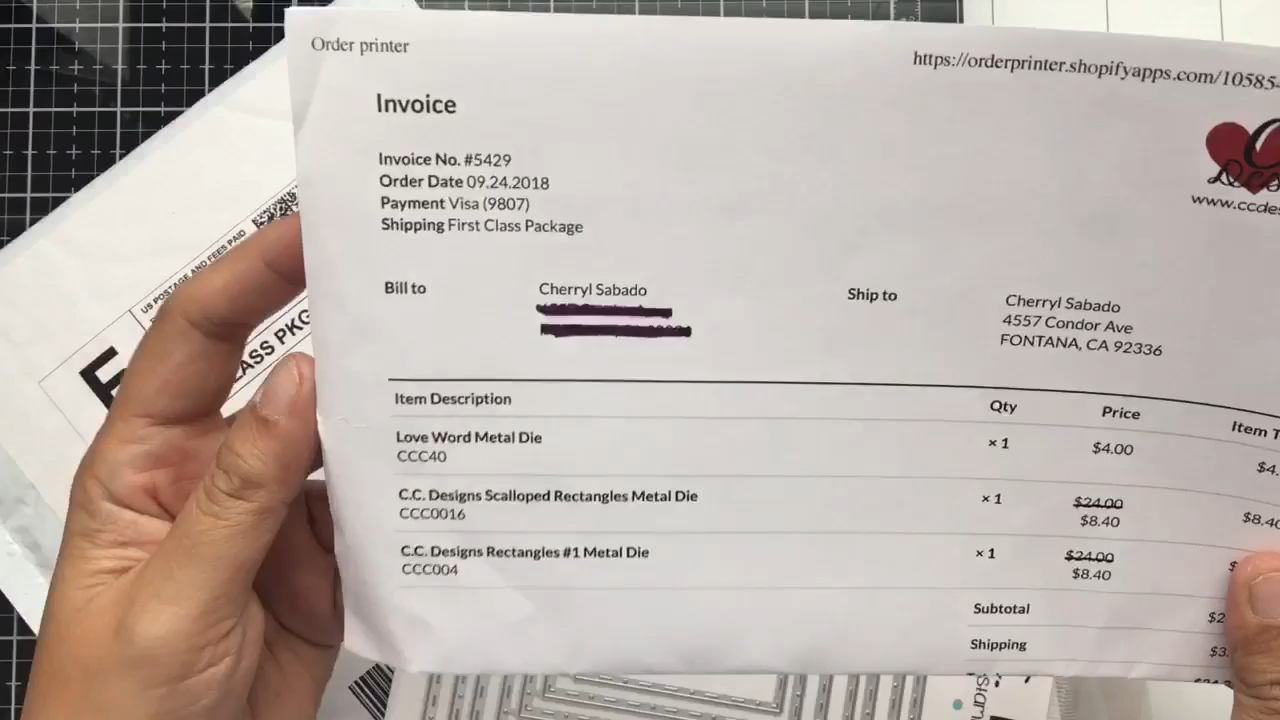 Order printer
https://orderprinter.shopifyapps.com/10585-
Invoice
Invoice No. #5429
Order Date 09.24.2018
Payment Visa (9807)
Shipping First Class Package
www.ccdes
US POSTAGE AND FEES PAID
Bill to
Cherryl Sabado
Ship to
Cherryl Sabado
4557 Condor Ave
FONTANA, CA 92336
Item Description Qty Price Item T
Love Word Metal Die × 1 $4.00 $4.
CCC40
C.C. Designs Scalloped Rectangles Metal Die × 1 $24.00
CCC0016 $8.40 $8.40
C.C. Designs Rectangles #1 Metal Die × 1 $24.00
CCC004 $8.40
Subtotal $2
Shipping $3.
ASS PKG